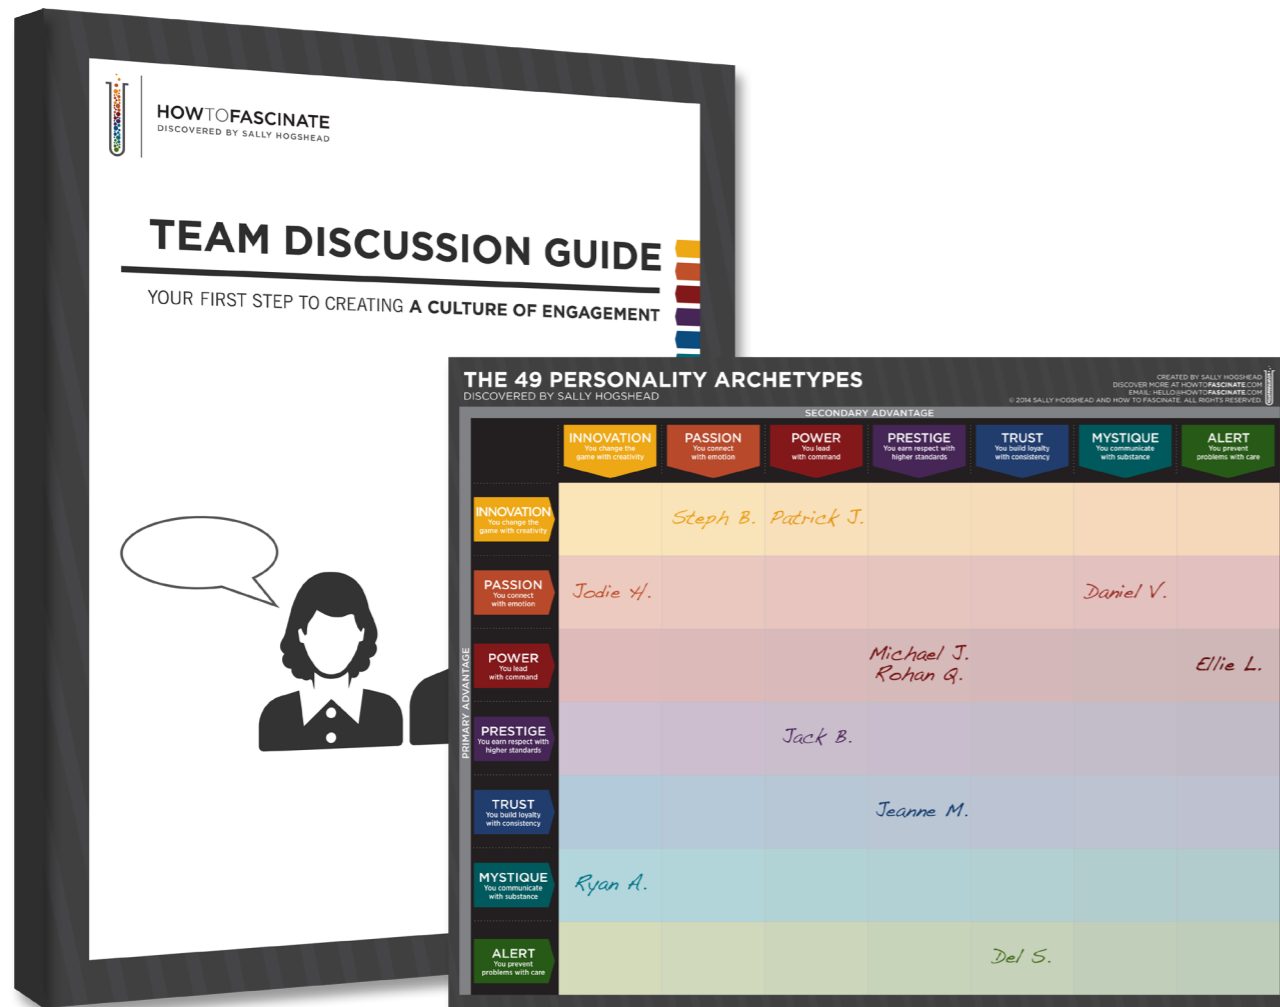 HOWTOFASCINATE
DISCOVERED BY SALLY HOGSHEAD
TEAM DISCUSSION GUIDE
YOUR FIRST STEP TO CREATING A CULTURE OF ENGAGEMENT
THE 49 PERSONALITY ARCHETYPES
DISCOVERED BY SALLY HOGSHEAD
CREATED BY SALLY HOGSHEAD
DISCOVER MORE AT HOWTOFASCINATE.COM
EMAIL: HELLO@HOWTOFASCINATE.COM
© 2014 SALLY HOGSHEAD AND HOW TO FASCINATE. ALL RIGHTS RESERVED.
SECONDARY ADVANTAGE
INNOVATION
You change the
game with creativity
PASSION
You connect
with emotion
POWER
You lead
with command
PRESTIGE
You earn respect with
higher standards
TRUST
You build loyalty
with consistency
MYSTIQUE
You communicate
with substance
ALERT
You prevent
problems with care
PRIMARY ADVANTAGE
INNOVATION
You change the
game with creativity
Steph B.
Patrick J.
PASSION
You connect
with emotion
Jodie H.
Daniel V.
POWER
You lead
with command
Michael J.
Rohan Q.
Ellie L.
PRESTIGE
You earn respect with
higher standards
Jack B.
TRUST
You build loyalty
with consistency
Jeanne M.
MYSTIQUE
You communicate
with substance
Ryan A.
ALERT
You prevent
problems with care
Del S.